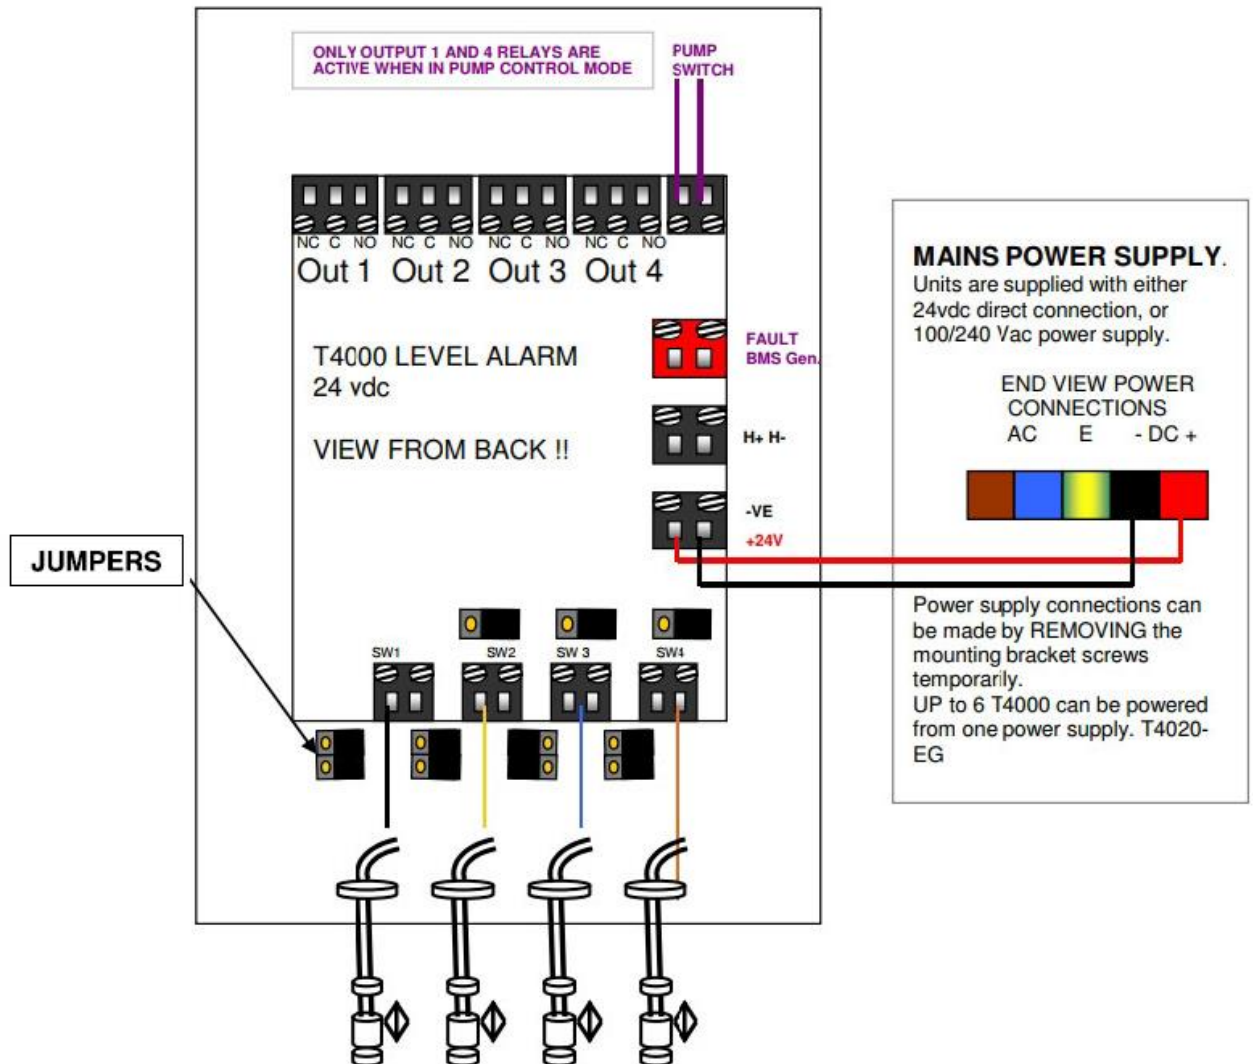 ONLY OUTPUT 1 AND 4 RELAYS ARE
ACTIVE WHEN IN PUMP CONTROL MODE
PUMP
SWITCH
NC C NO NC C NO NC C NO NC C NO
Out 1 Out 2 Out 3 Out 4
T4000 LEVEL ALARM
24 vdc
VIEW FROM BACK !!
FAULT
BMS Gen.
H+ H-
-VE
+24V
JUMPERS
SW1 SW2 SW 3 SW4
MAINS POWER SUPPLY.
Units are supplied with either
24vdc direct connection, or
100/240 Vac power supply.
END VIEW POWER
CONNECTIONS
AC E - DC +
Power supply connections can
be made by REMOVING the
mounting bracket screws
temporarily.
UP to 6 T4000 can be powered
from one power supply. T4020-
EG